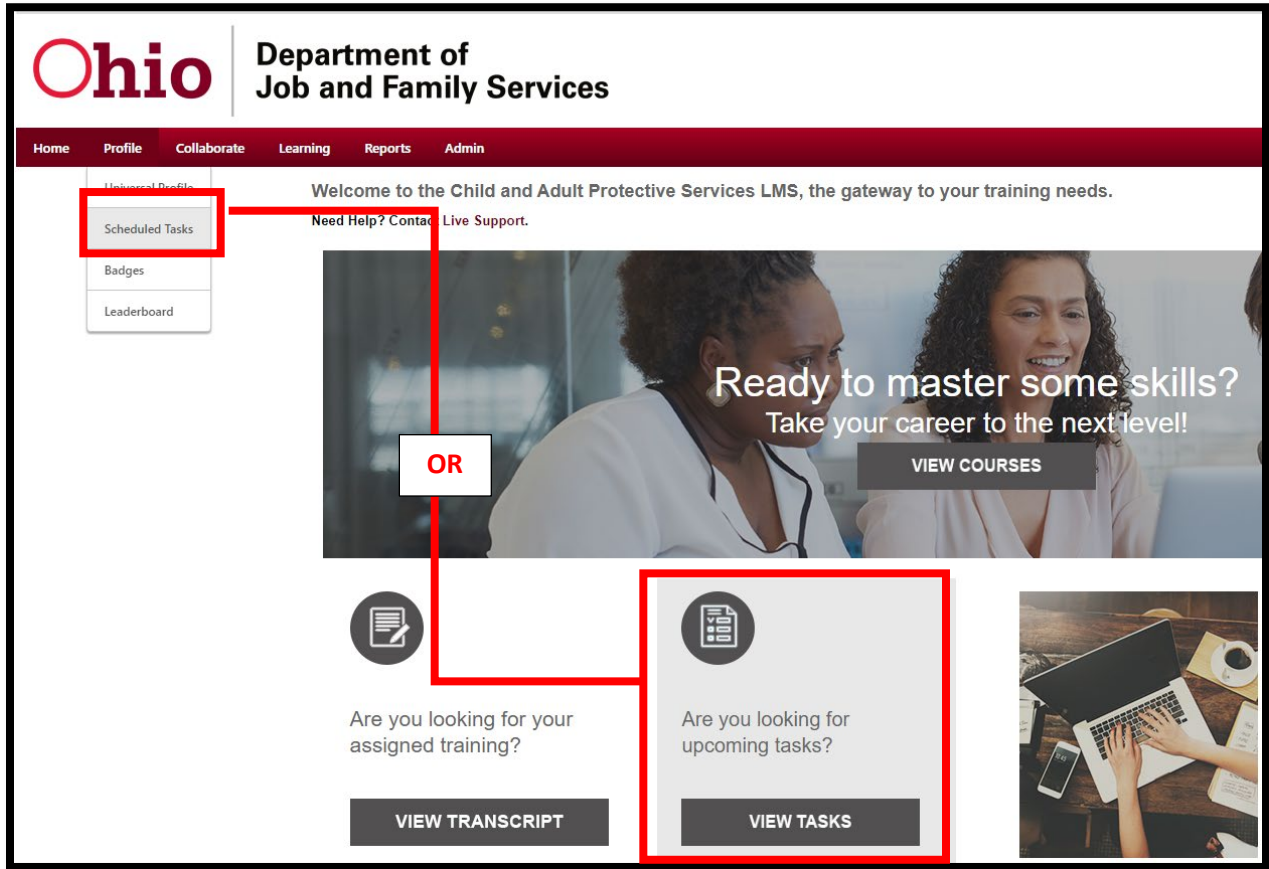 Ohio
Department of
Job and Family Services
Home Profile Collaborate Learning Reports Admin
Universal Profile
Scheduled Tasks
Badges
Leaderboard
Welcome to the Child and Adult Protective Services LMS, the gateway to your training needs.
Need Help? Contact Live Support.
Ready to master some skills?
Take your career to the next level!
VIEW COURSES
OR
Are you looking for your
assigned training?
VIEW TRANSCRIPT
Are you looking for
upcoming tasks?
VIEW TASKS